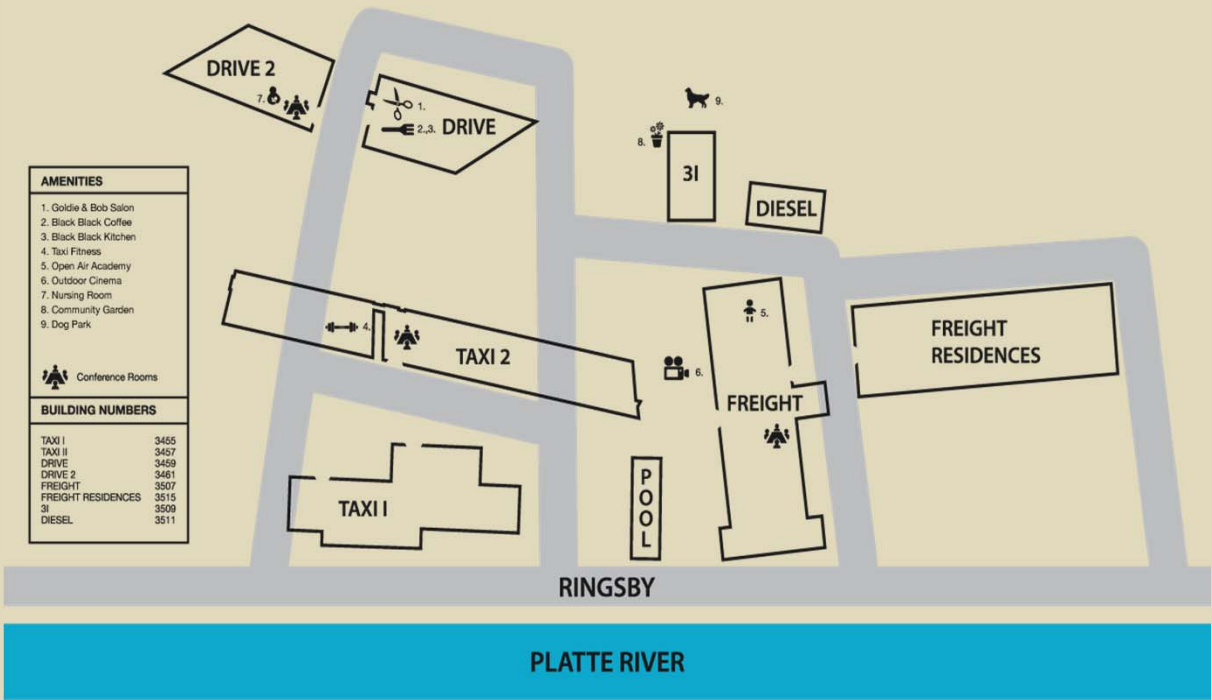 DRIVE 2
7.
1.
2.,3. DRIVE
9.
8.
3I
DIESEL
AMENITIES
1. Goldie & Bob Salon
2. Black Black Coffee
3. Black Black Kitchen
4. Taxi Fitness
5. Open Air Academy
6. Outdoor Cinema
7. Nursing Room
8. Community Garden
9. Dog Park
Conference Rooms
BUILDING NUMBERS
TAXI I 3455
TAXI II 3457
DRIVE 3459
DRIVE 2 3461
FREIGHT 3507
FREIGHT RESIDENCES 3515
3I 3509
DIESEL 3511
4.
TAXI 2
5.
6.
FREIGHT
FREIGHT
RESIDENCES
TAXI I
P
O
O
L
RINGSBY
PLATTE RIVER